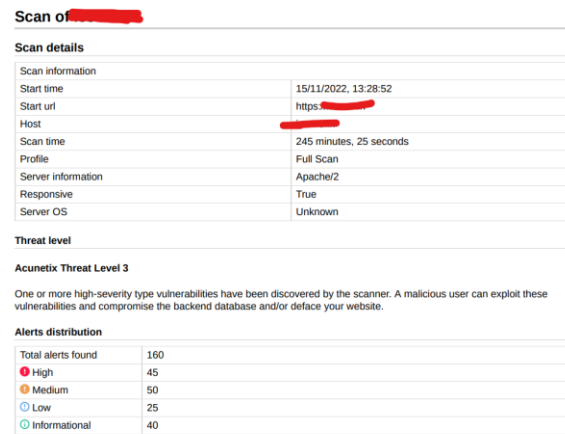 Scan of
Scan details
Scan information
Start time 15/11/2022, 13:28:52
Start url https:
Host
Scan time 245 minutes, 25 seconds
Profile Full Scan
Server information Apache/2
Responsive True
Server OS Unknown
Threat level
Acunetix Threat Level 3
One or more high-severity type vulnerabilities have been discovered by the scanner. A malicious user can exploit these
vulnerabilities and compromise the backend database and/or deface your website.
Alerts distribution
Total alerts found 160
High 45
Medium 50
Low 25
Informational 40